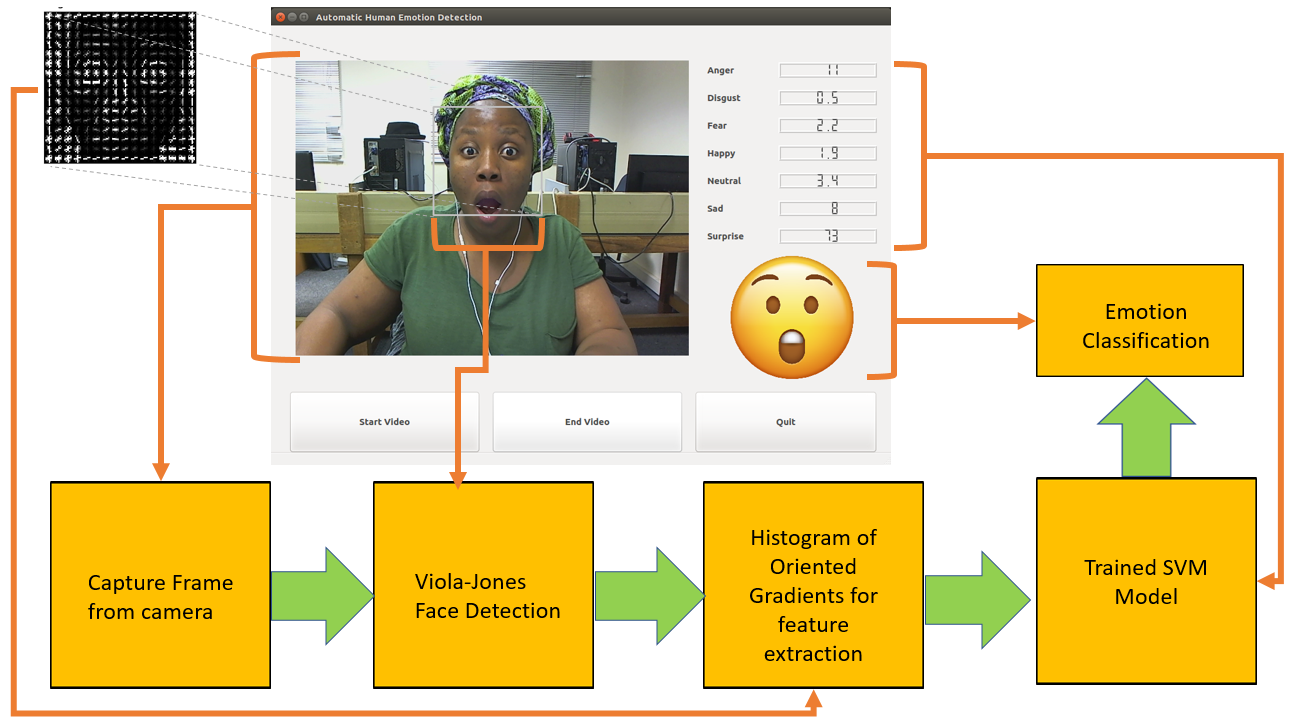 Automatic Human Emotion Detection
Anger 11
Disgust 0.5
Fear 2.2
Happy 1.9
Neutral 3.4
Sad 8
Surprise 73
Start Video
End Video
Quit
Emotion
Classification
Capture Frame
from camera
Viola-Jones
Face Detection
Histogram of
Oriented
Gradients for
feature
extraction
Trained SVM
Model